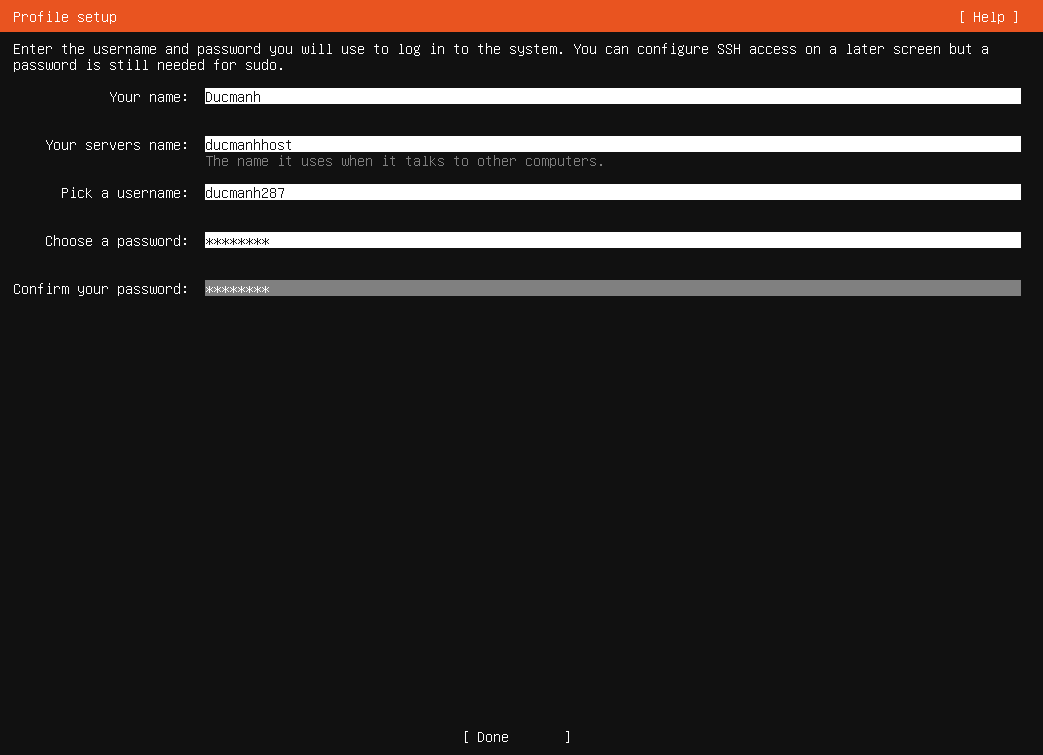 Profile setup [ Help ]
Enter the username and password you will use to log in to the system. You can configure SSH access on a later screen but a
password is still needed for sudo.
Your name: Ducmanh
Your servers name: ducmanhhost
The name it uses when it talks to other computers.
Pick a username: ducmanh287
Choose a password: ********
Confirm your password: ********
[ Done ]